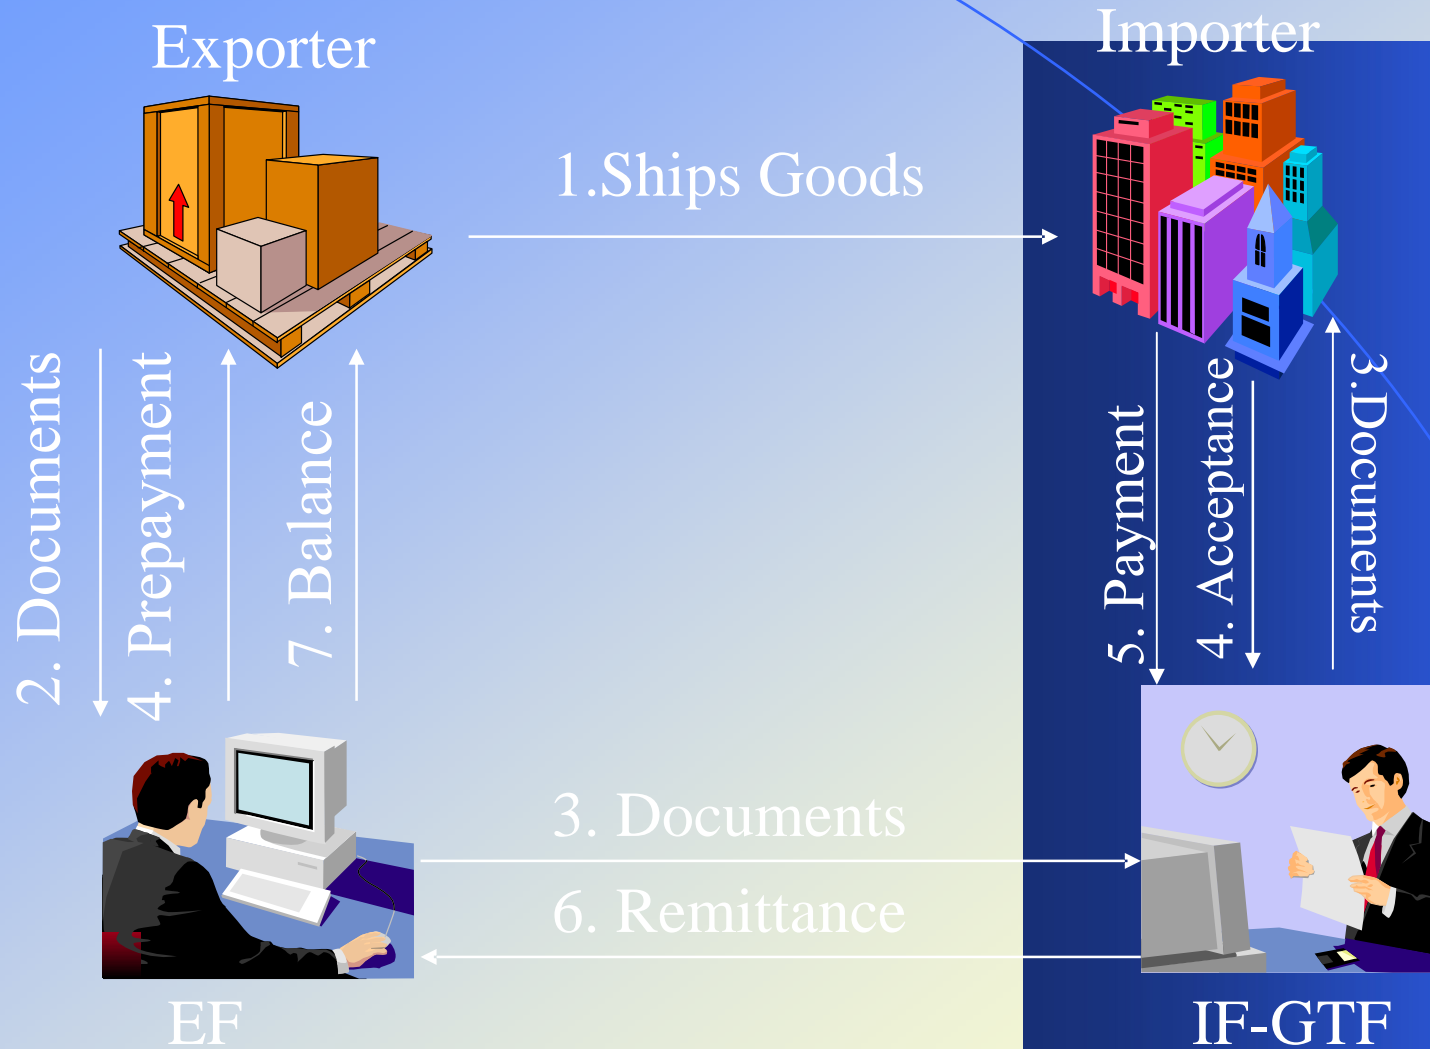 Exporter
Importer
1.Ships Goods
2. Documents
4. Prepayment
7. Balance
5. Payment
4. Acceptance
3.Documents
3. Documents
6. Remittance
EF
IF-GTF